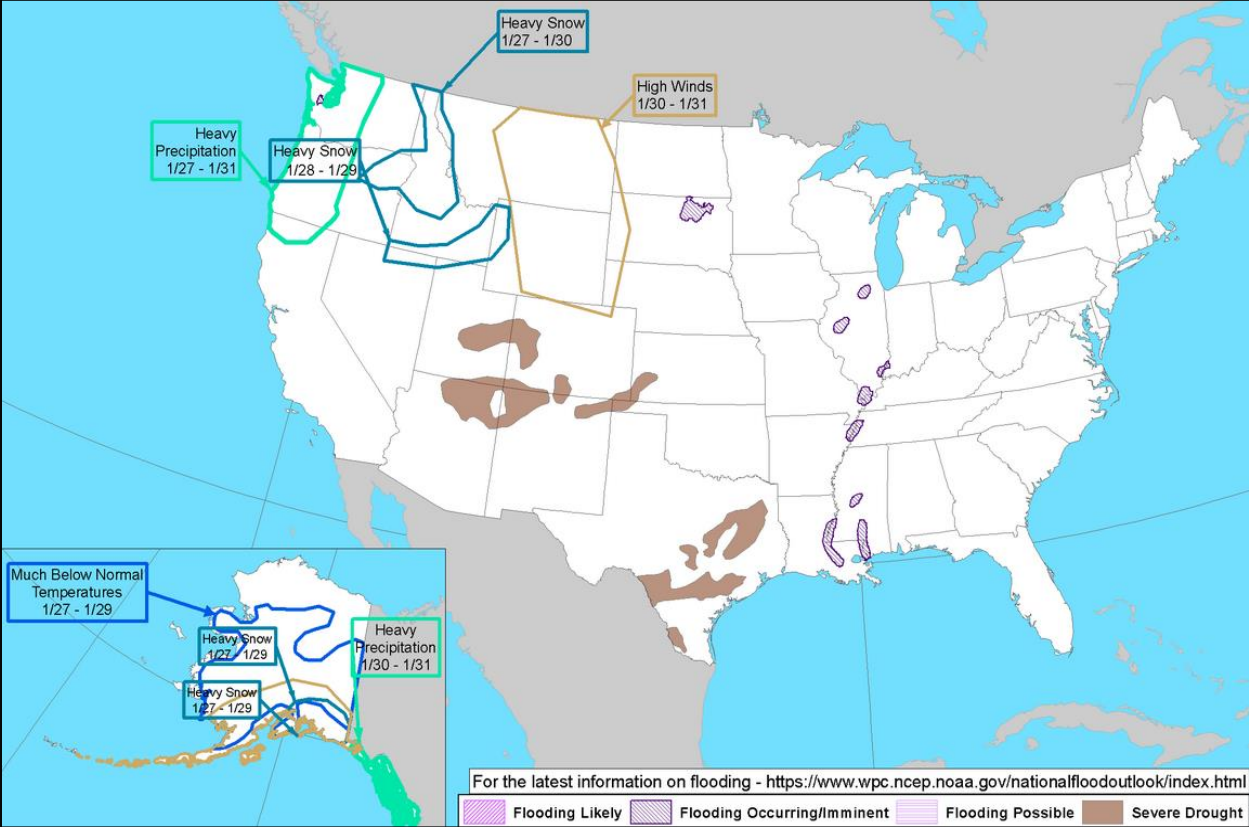 Heavy Snow
1/27 - 1/30
High Winds
1/30 - 1/31
Heavy
Precipitation
1/27 - 1/31
Heavy Snow
1/28 - 1/29
Much Below Normal
Temperatures
1/27 - 1/29
Heavy Snow
1/27 - 1/29
Heavy
Precipitation
1/30 - 1/31
Heavy Snow
1/27 - 1/29
For the latest information on flooding - https://www.wpc.ncep.noaa.gov/nationalfloodoutlook/index.html
Flooding Likely
Flooding Occurring/Imminent
Flooding Possible
Severe Drought